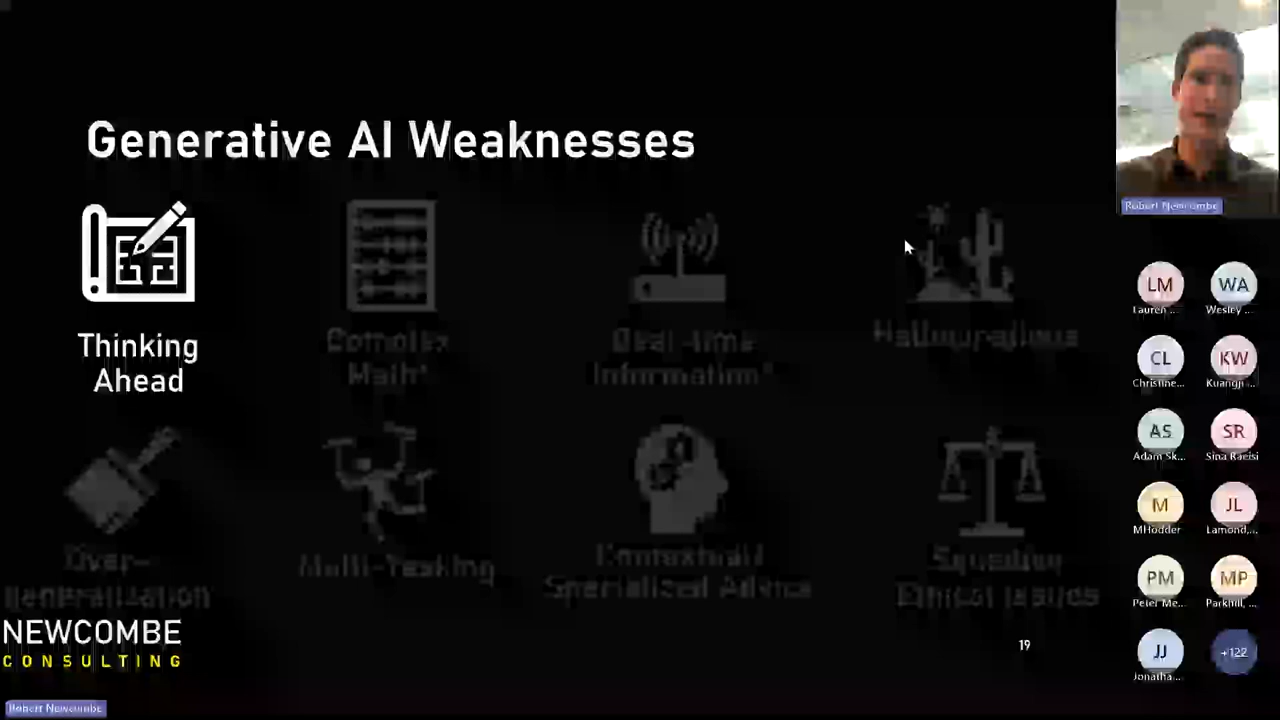 Generative AI Weaknesses
Thinking
Ahead
Complex
Math*
Real-time
Information*
Hallucinations
Over-
generalization
Multi-Tasking
Contextual/
Specialized Advice
Ethical Issues
NEWCOMBE
CONSULTING
19
Robert Newcombe
Robert Newcombe
LM
WA
Lauren ...
Wesley ...
CL
KW
Christine...
Kuangji ...
AS
SR
Adam Sk...
Sina Raeisi
M
JL
MHodder
Lamond,...
PM
MP
Peter Me...
Parkhill, ...
JJ
+122
Jonatha...